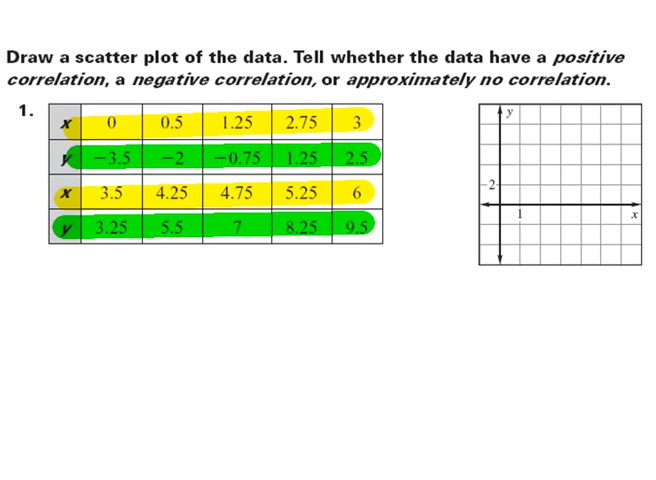 Draw a scatter plot of the data. Tell whether the data have a positive
correlation, a negative correlation, or approximately no correlation.
1.
x 0 0.5 1.25 2.75 3
y −3.5 −2 −0.75 1.25 2.5
x 3.5 4.25 4.75 5.25 6
y 3.25 5.5 7 8.25 9.5
y
2
1 x